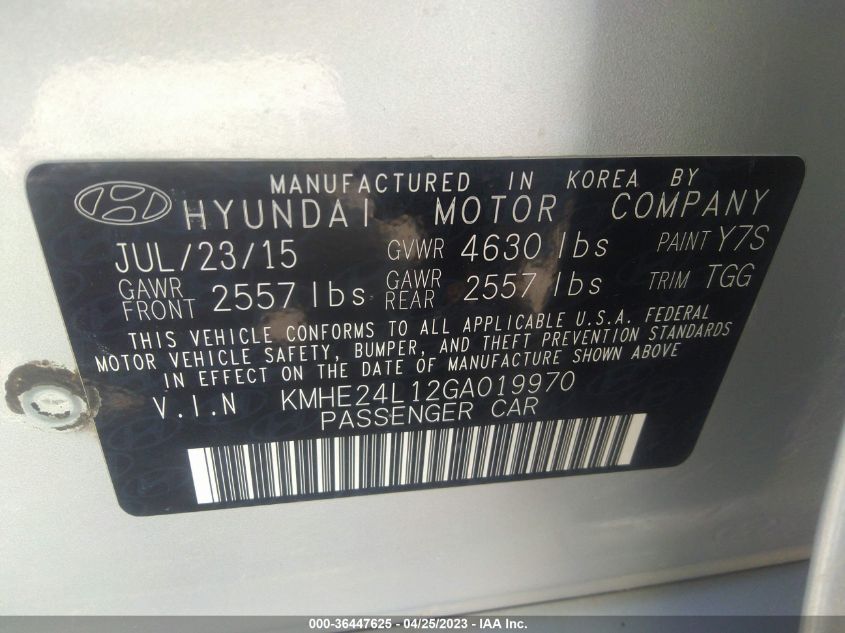 MANUFACTURED IN KOREA BY
HYUNDAI MOTOR COMPANY
JUL/23/15 GVWR 4630 lbs PAINT Y7S
GAWR FRONT 2557 lbs GAWR REAR 2557 lbs TRIM TGG
THIS VEHICLE CONFORMS TO ALL APPLICABLE U.S.A. FEDERAL
MOTOR VEHICLE SAFETY, BUMPER, AND THEFT PREVENTION STANDARDS
IN EFFECT ON THE DATE OF MANUFACTURE SHOWN ABOVE
V.I.N KMHE24L12GA019970
PASSENGER CAR
000-36447625 - 04/25/2023 - IAA Inc.